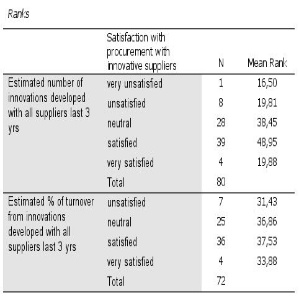 Ranks
Satisfaction with procurement with innovative suppliers N Mean Rank
Estimated number of innovations developed with all suppliers last 3 yrs
very unsatisfied 1 16,50
unsatisfied 8 19,81
neutral 28 38,45
satisfied 39 48,95
very satisfied 4 19,88
Total 80
Estimated % of turnover from innovations developed with all suppliers last 3 yrs
unsatisfied 7 31,43
neutral 25 36,86
satisfied 36 37,53
very satisfied 4 33,88
Total 72